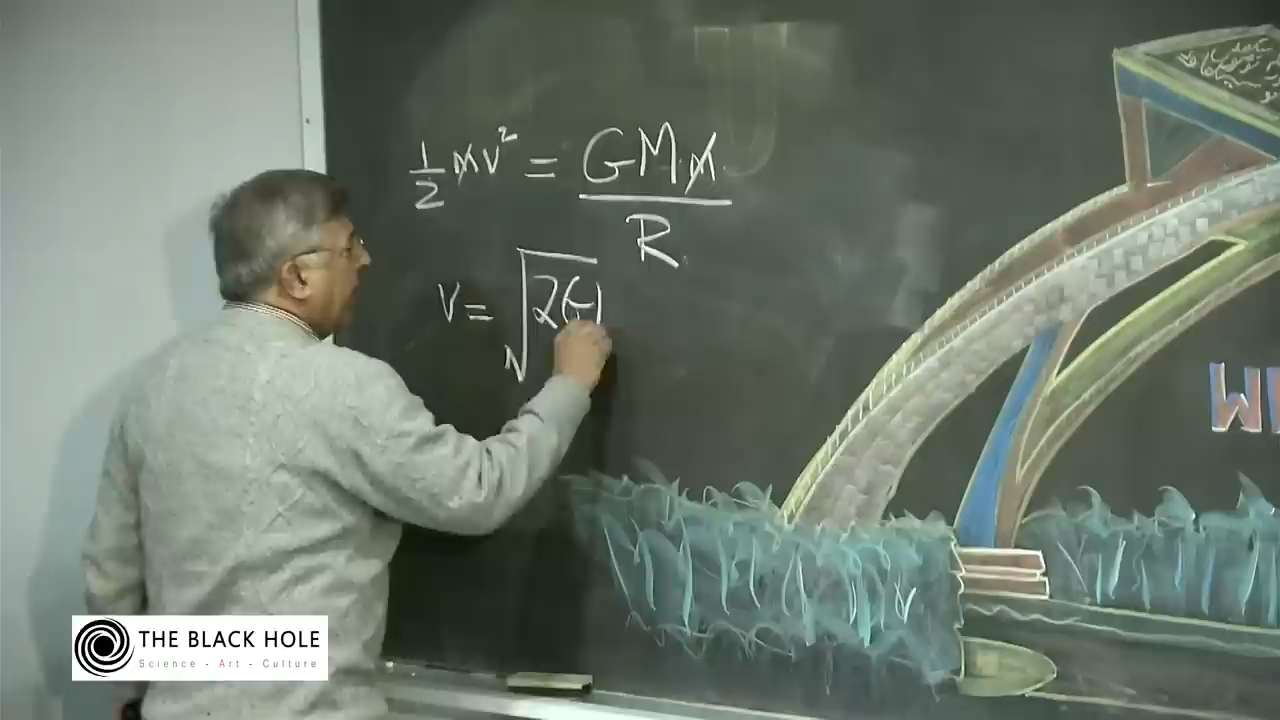 ½ mv² = GMm / R
v = √2G
W
THE BLACK HOLE
Science - Art - Culture